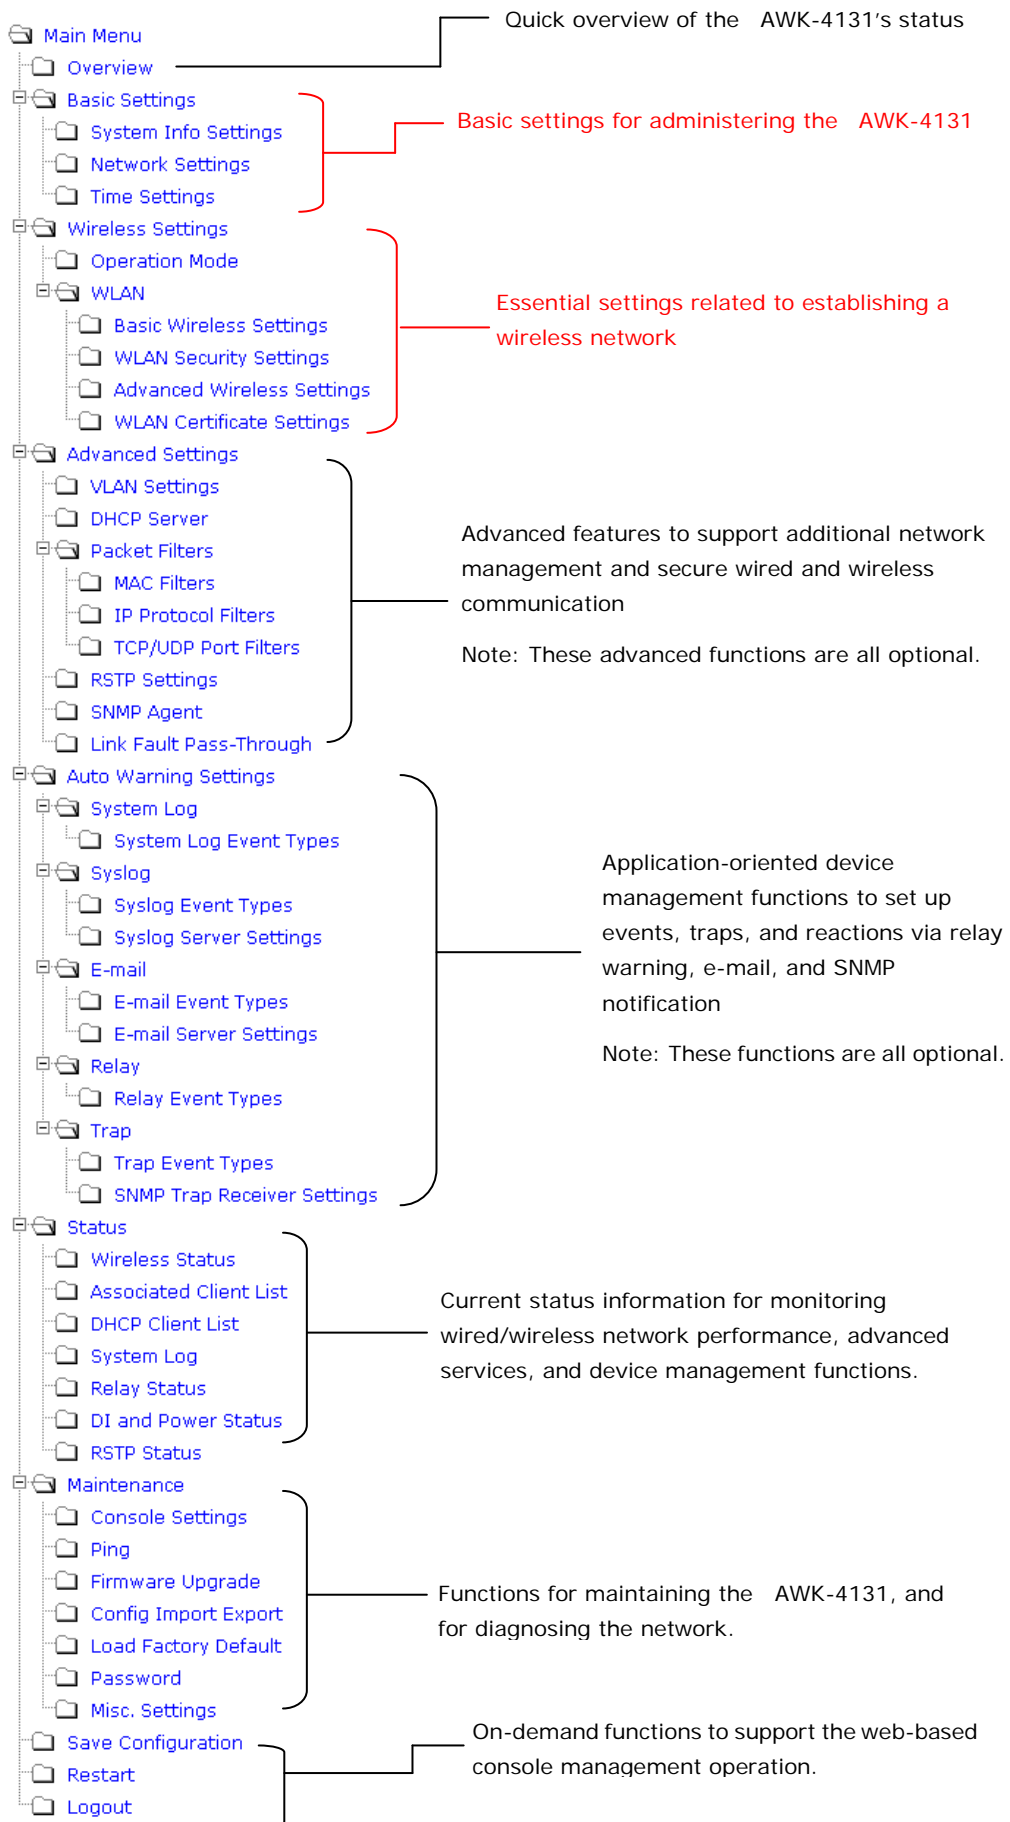 Quick overview of the AWK-4131's status
Main Menu
Overview
Basic Settings
System Info Settings
Network Settings
Time Settings
Basic settings for administering the AWK-4131
Wireless Settings
Operation Mode
WLAN
Basic Wireless Settings
WLAN Security Settings
Advanced Wireless Settings
WLAN Certificate Settings
Essential settings related to establishing a
wireless network
Advanced Settings
VLAN Settings
DHCP Server
Packet Filters
MAC Filters
IP Protocol Filters
TCP/UDP Port Filters
RSTP Settings
SNMP Agent
Link Fault Pass-Through
Advanced features to support additional network
management and secure wired and wireless
communication
Note: These advanced functions are all optional.
Auto Warning Settings
System Log
System Log Event Types
Syslog
Syslog Event Types
Syslog Server Settings
E-mail
E-mail Event Types
E-mail Server Settings
Relay
Relay Event Types
Trap
Trap Event Types
SNMP Trap Receiver Settings
Application-oriented device
management functions to set up
events, traps, and reactions via relay
warning, e-mail, and SNMP
notification
Note: These functions are all optional.
Status
Wireless Status
Associated Client List
DHCP Client List
System Log
Relay Status
DI and Power Status
RSTP Status
Current status information for monitoring
wired/wireless network performance, advanced
services, and device management functions.
Maintenance
Console Settings
Ping
Firmware Upgrade
Config Import Export
Load Factory Default
Password
Misc. Settings
Functions for maintaining the AWK-4131, and
for diagnosing the network.
Save Configuration
Restart
Logout
On-demand functions to support the web-based
console management operation.